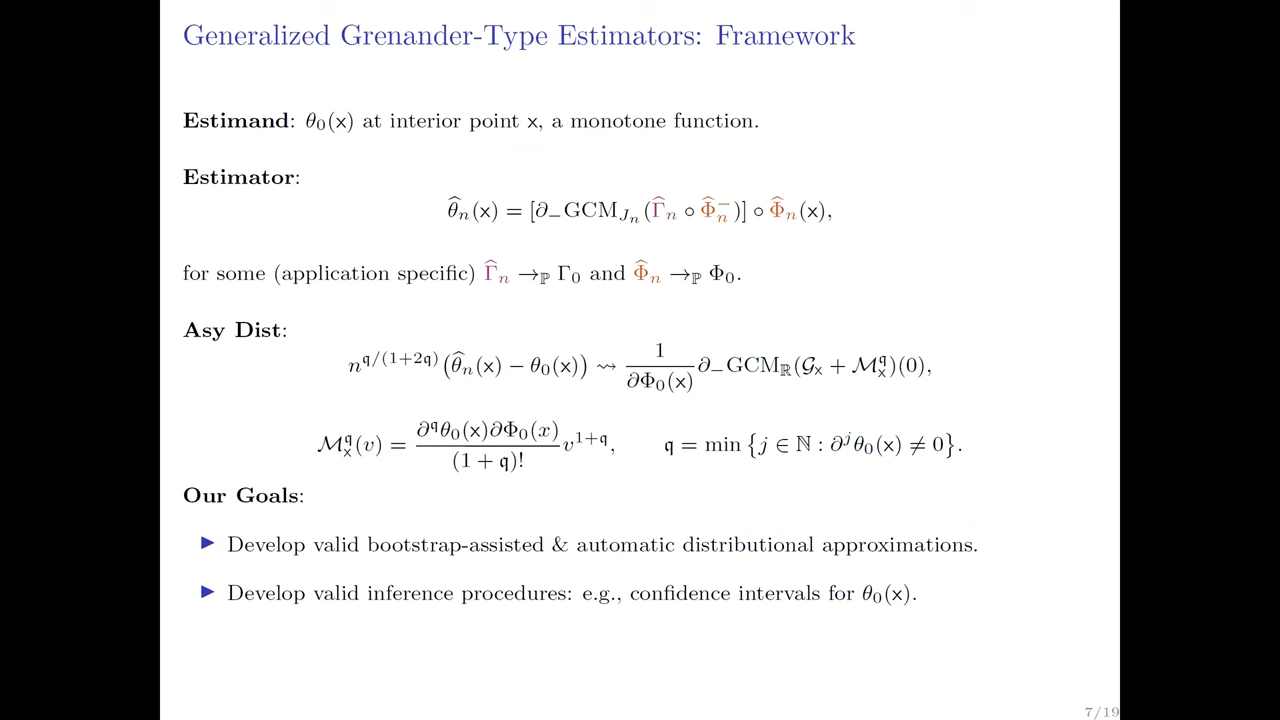 Generalized Grenander-Type Estimators: Framework
Estimand: θ₀(x) at interior point x, a monotone function.
Estimator:
θ̂ₙ(x) = [∂₋GCM_{Jₙ}(Γ̂ₙ ∘ Φ̂ₙ⁻)] ∘ Φ̂ₙ(x),
for some (application specific) Γ̂ₙ →_ℙ Γ₀ and Φ̂ₙ →_ℙ Φ₀.
Asy Dist:
n^{𝔮/(1+2𝔮)}(θ̂ₙ(x) − θ₀(x)) ⇝ 1/∂Φ₀(x) ∂₋GCM_ℝ(𝒢ₓ + ℳₓ^𝔮)(0),
ℳₓ^𝔮(v) = ∂^𝔮θ₀(x)∂Φ₀(x)/(1 + 𝔮)! v^{1+𝔮}, 𝔮 = min {j ∈ ℕ : ∂ʲθ₀(x) ≠ 0}.
Our Goals:
▶ Develop valid bootstrap-assisted & automatic distributional approximations.
▶ Develop valid inference procedures: e.g., confidence intervals for θ₀(x).
7/19